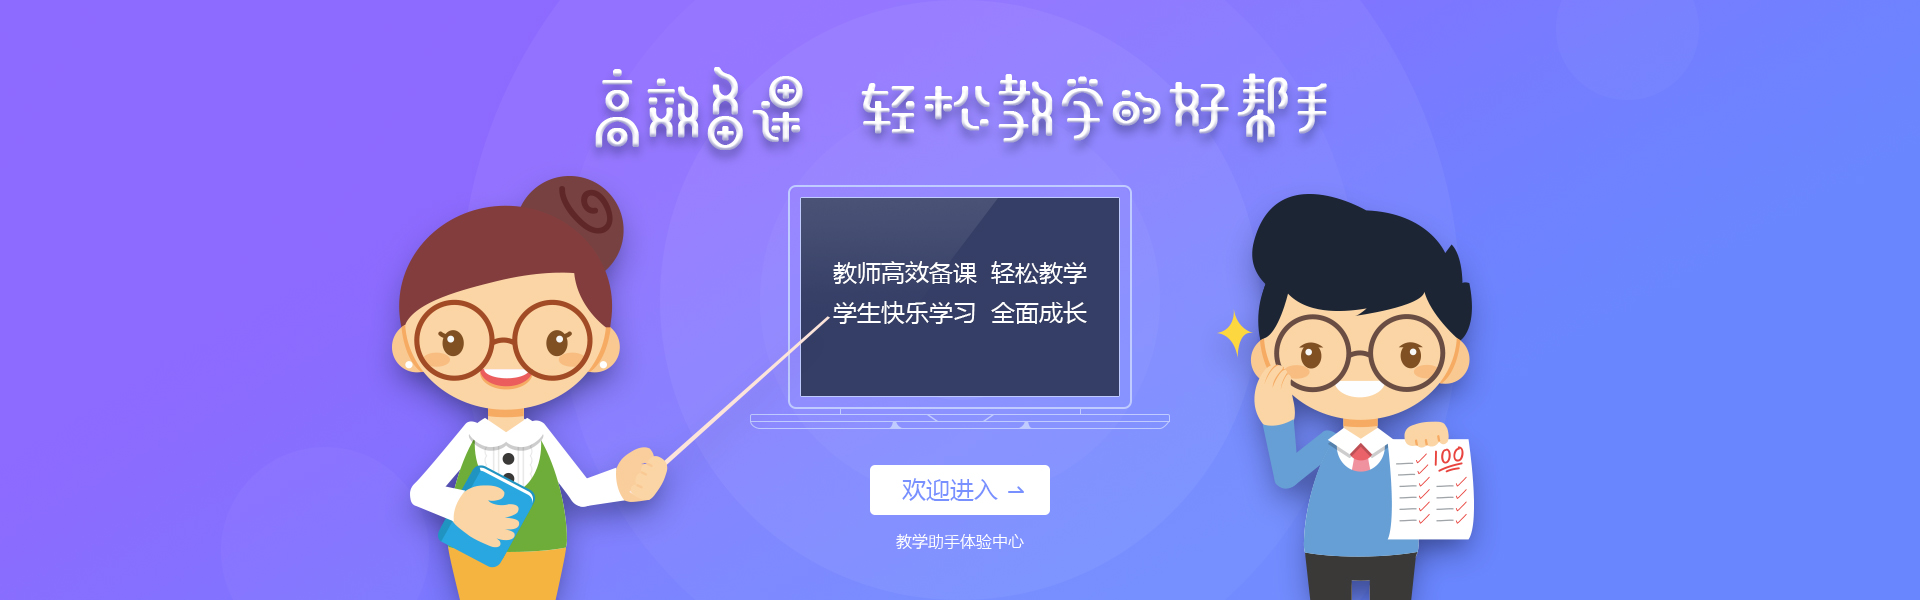 高效备课 轻松教学的好帮手
教师高效备课 轻松教学
学生快乐学习 全面成长
100
欢迎进入
教学助手体验中心